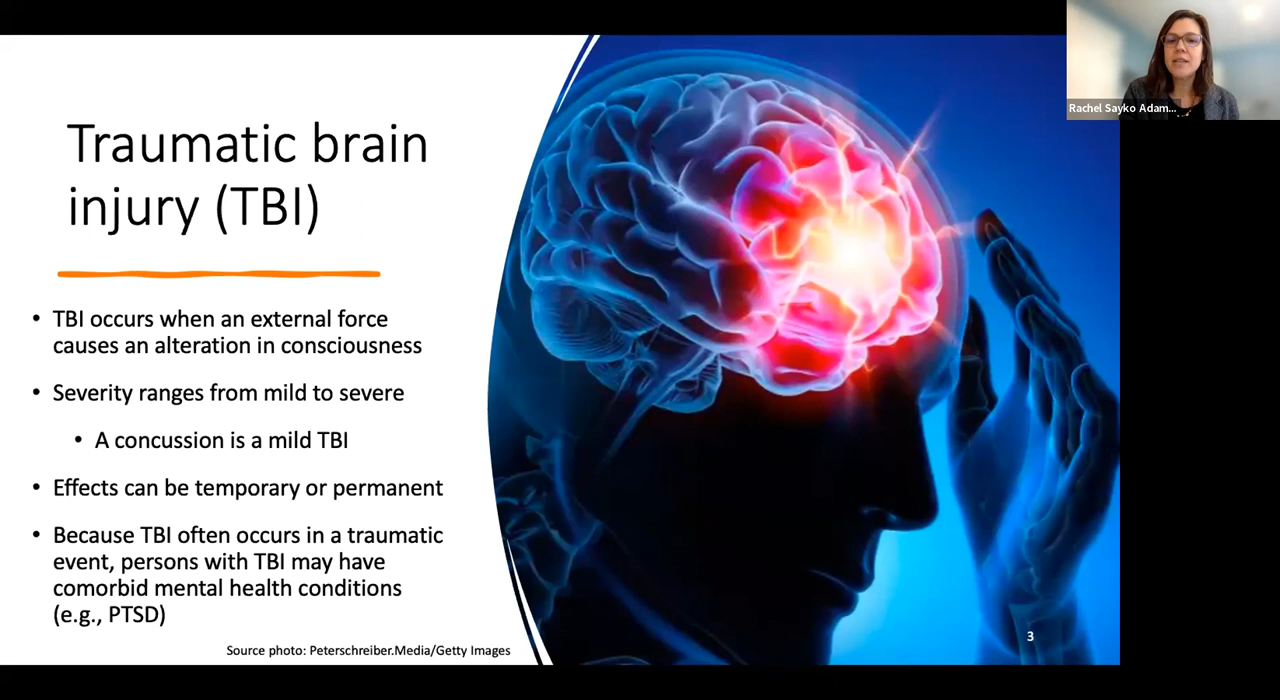 Traumatic brain
injury (TBI)
• TBI occurs when an external force
causes an alteration in consciousness
• Severity ranges from mild to severe
• A concussion is a mild TBI
• Effects can be temporary or permanent
• Because TBI often occurs in a traumatic
event, persons with TBI may have
comorbid mental health conditions
(e.g., PTSD)
Source photo: Peterschreiber.Media/Getty Images
3
Rachel Sayko Adam...